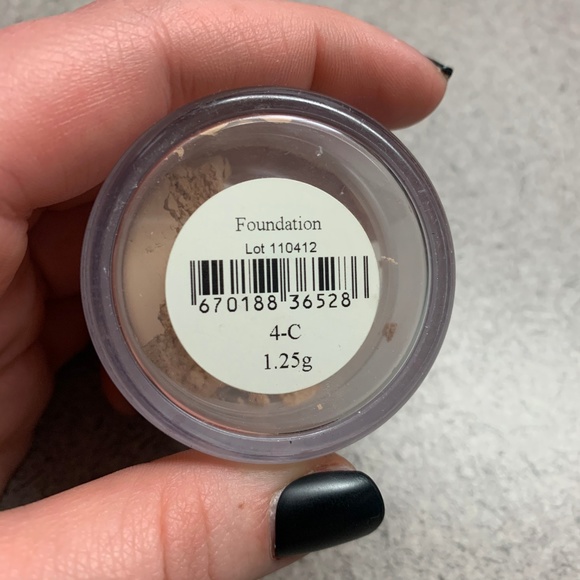 Foundation
Lot 110412
670188 36528
4-C
1.25g